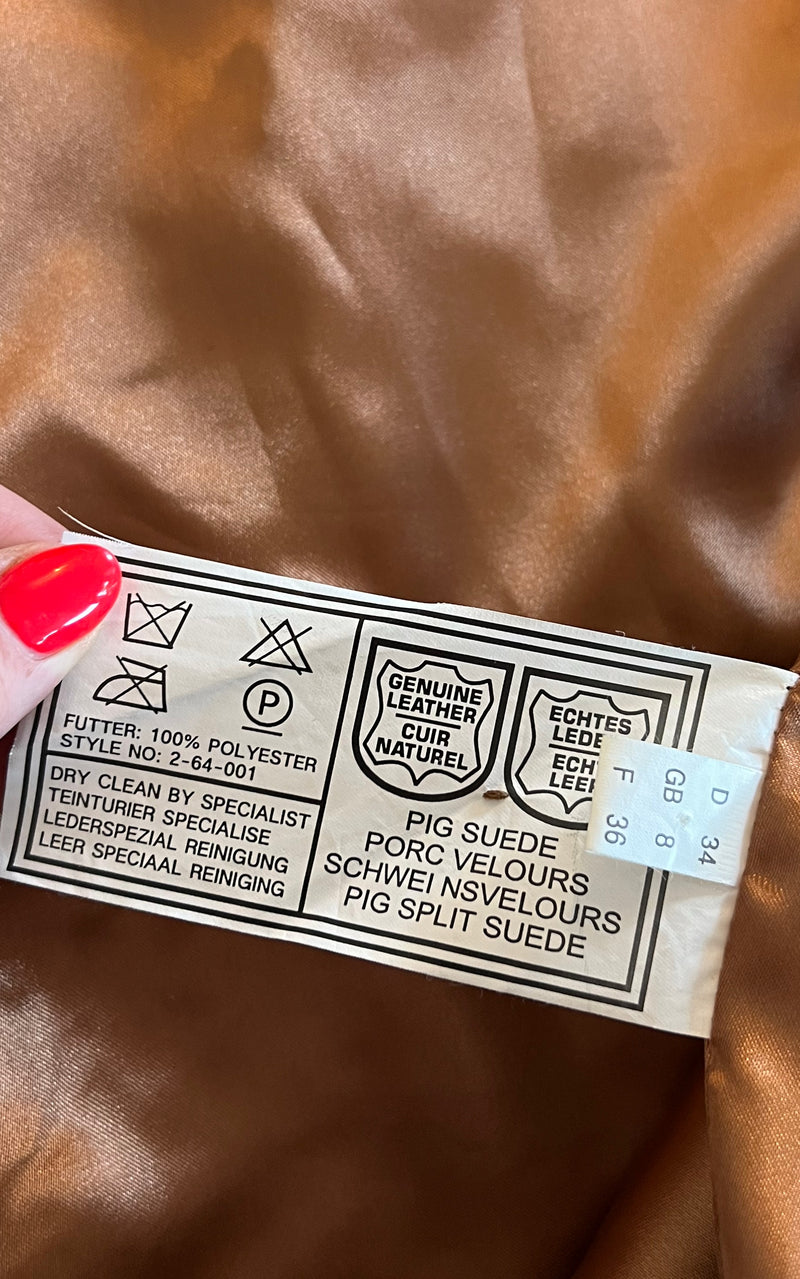 P
FUTTER: 100% POLYESTER
STYLE NO: 2-64-001
DRY CLEAN BY SPECIALIST
TEINTURIER SPECIALISE
LEDERSPEZIAL REINIGUNG
LEER SPECIAAL REINIGING
GENUINE
LEATHER
CUIR
NATUREL
ECHTES
PIG SUEDE
PORC VELOURS
SCHWEI NSVELOURS
PIG SPLIT SUEDE
D 34
GB 8
F 36